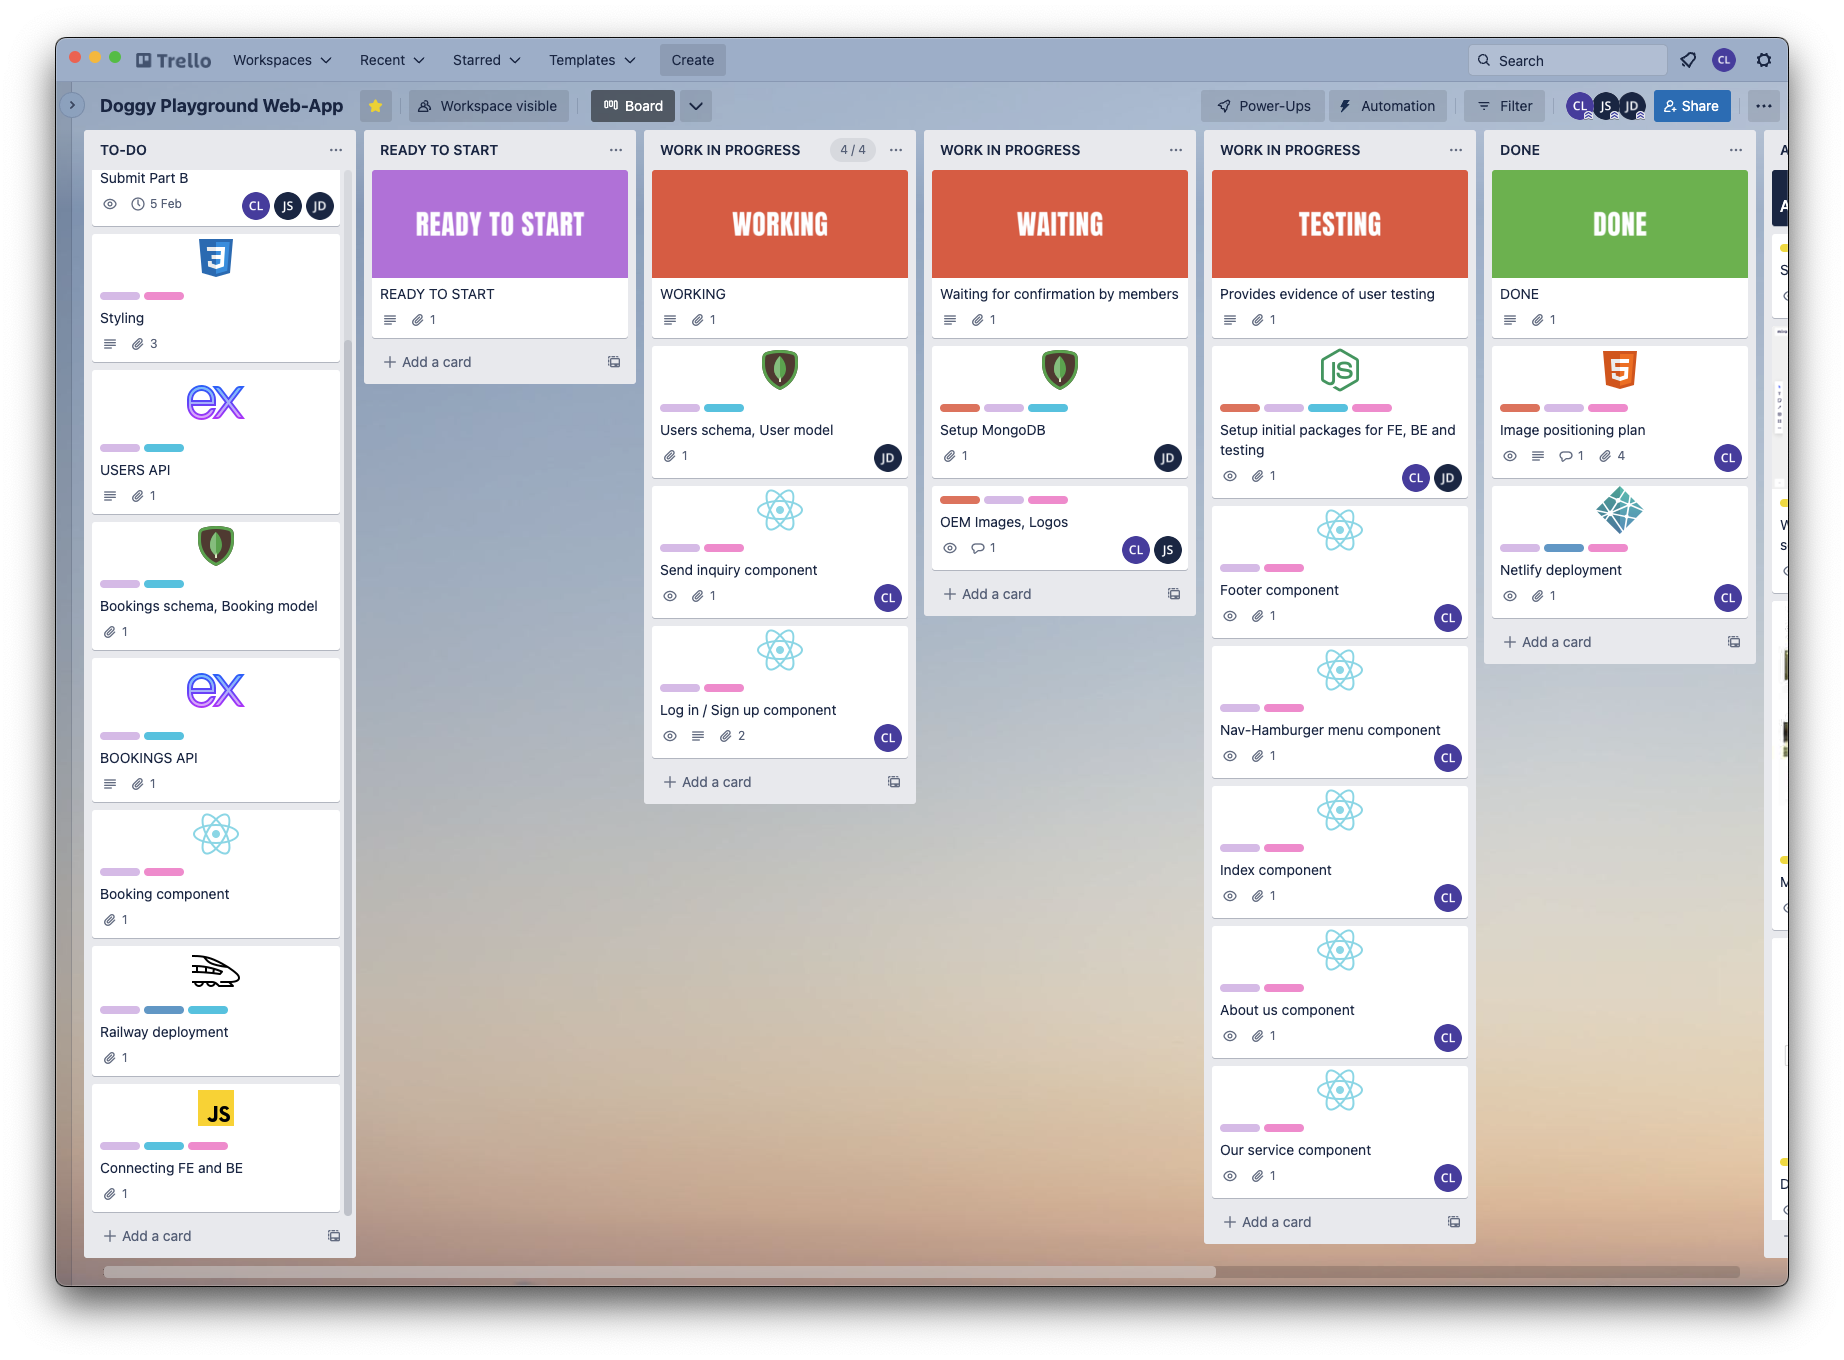 Trello
Workspaces
Recent
Starred
Templates
Create
Search
CL
Doggy Playground Web-App
Workspace visible
Board
Power-Ups
Automation
Filter
CL
JS
JD
Share
TO-DO
Submit Part B
5 Feb
CL
JS
JD
3
Styling
3
ex
USERS API
1
Bookings schema, Booking model
1
ex
BOOKINGS API
1
Booking component
1
Railway deployment
1
JS
Connecting FE and BE
1
Add a card
READY TO START
READY TO START
READY TO START
1
Add a card
WORK IN PROGRESS
4 / 4
WORKING
WORKING
1
Users schema, User model
1
JD
Send inquiry component
1
CL
Log in / Sign up component
2
CL
Add a card
WORK IN PROGRESS
WAITING
Waiting for confirmation by members
1
Setup MongoDB
1
JD
OEM Images, Logos
1
CL
JS
Add a card
WORK IN PROGRESS
TESTING
Provides evidence of user testing
1
JS
Setup initial packages for FE, BE and
testing
1
CL
JD
Footer component
1
CL
Nav-Hamburger menu component
1
CL
Index component
1
CL
About us component
1
CL
Our service component
1
CL
Add a card
DONE
DONE
DONE
1
5
Image positioning plan
1
4
CL
Netlify deployment
1
CL
Add a card